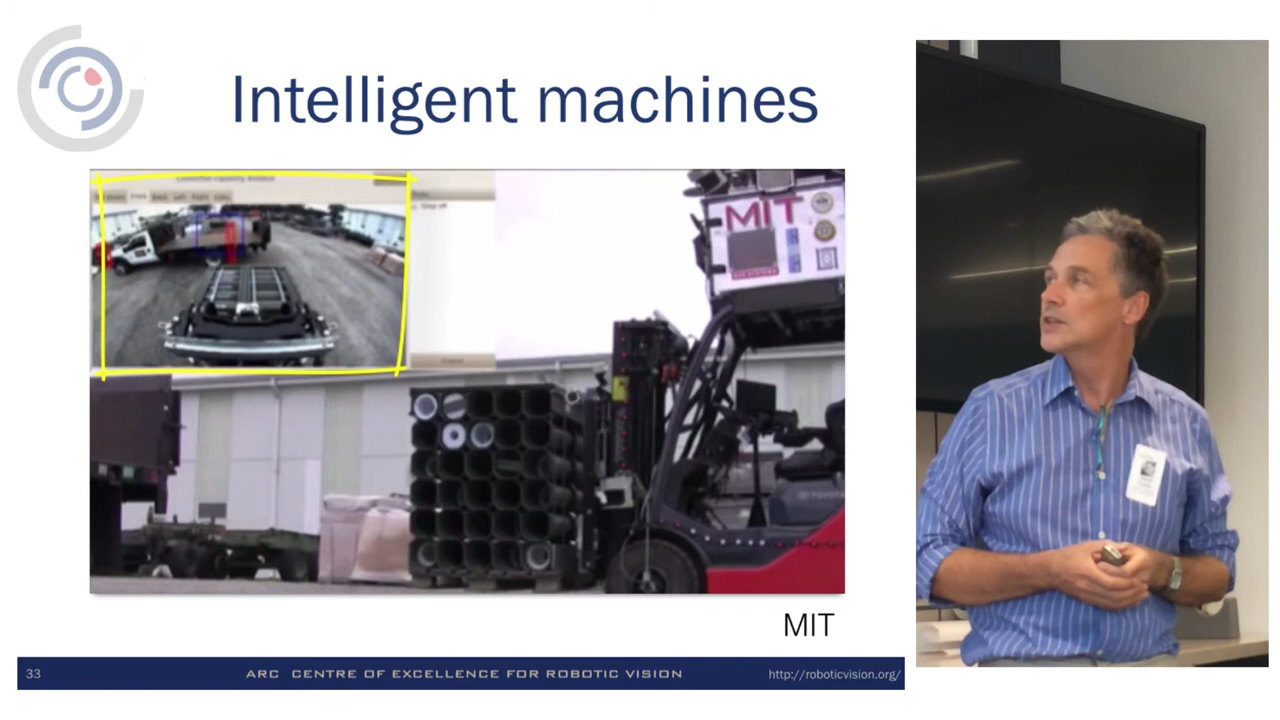 Intelligent machines
MIT
MIT
33
ARC CENTRE OF EXCELLENCE FOR ROBOTIC VISION
http://roboticvision.org/